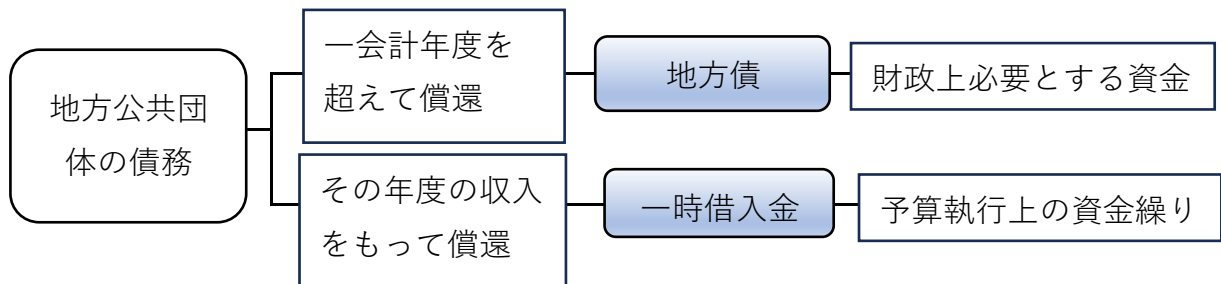 地方公共団
体の債務
一会計年度を
超えて償還
地方債
財政上必要とする資金
その年度の収入
をもって償還
一時借入金
予算執行上の資金繰り